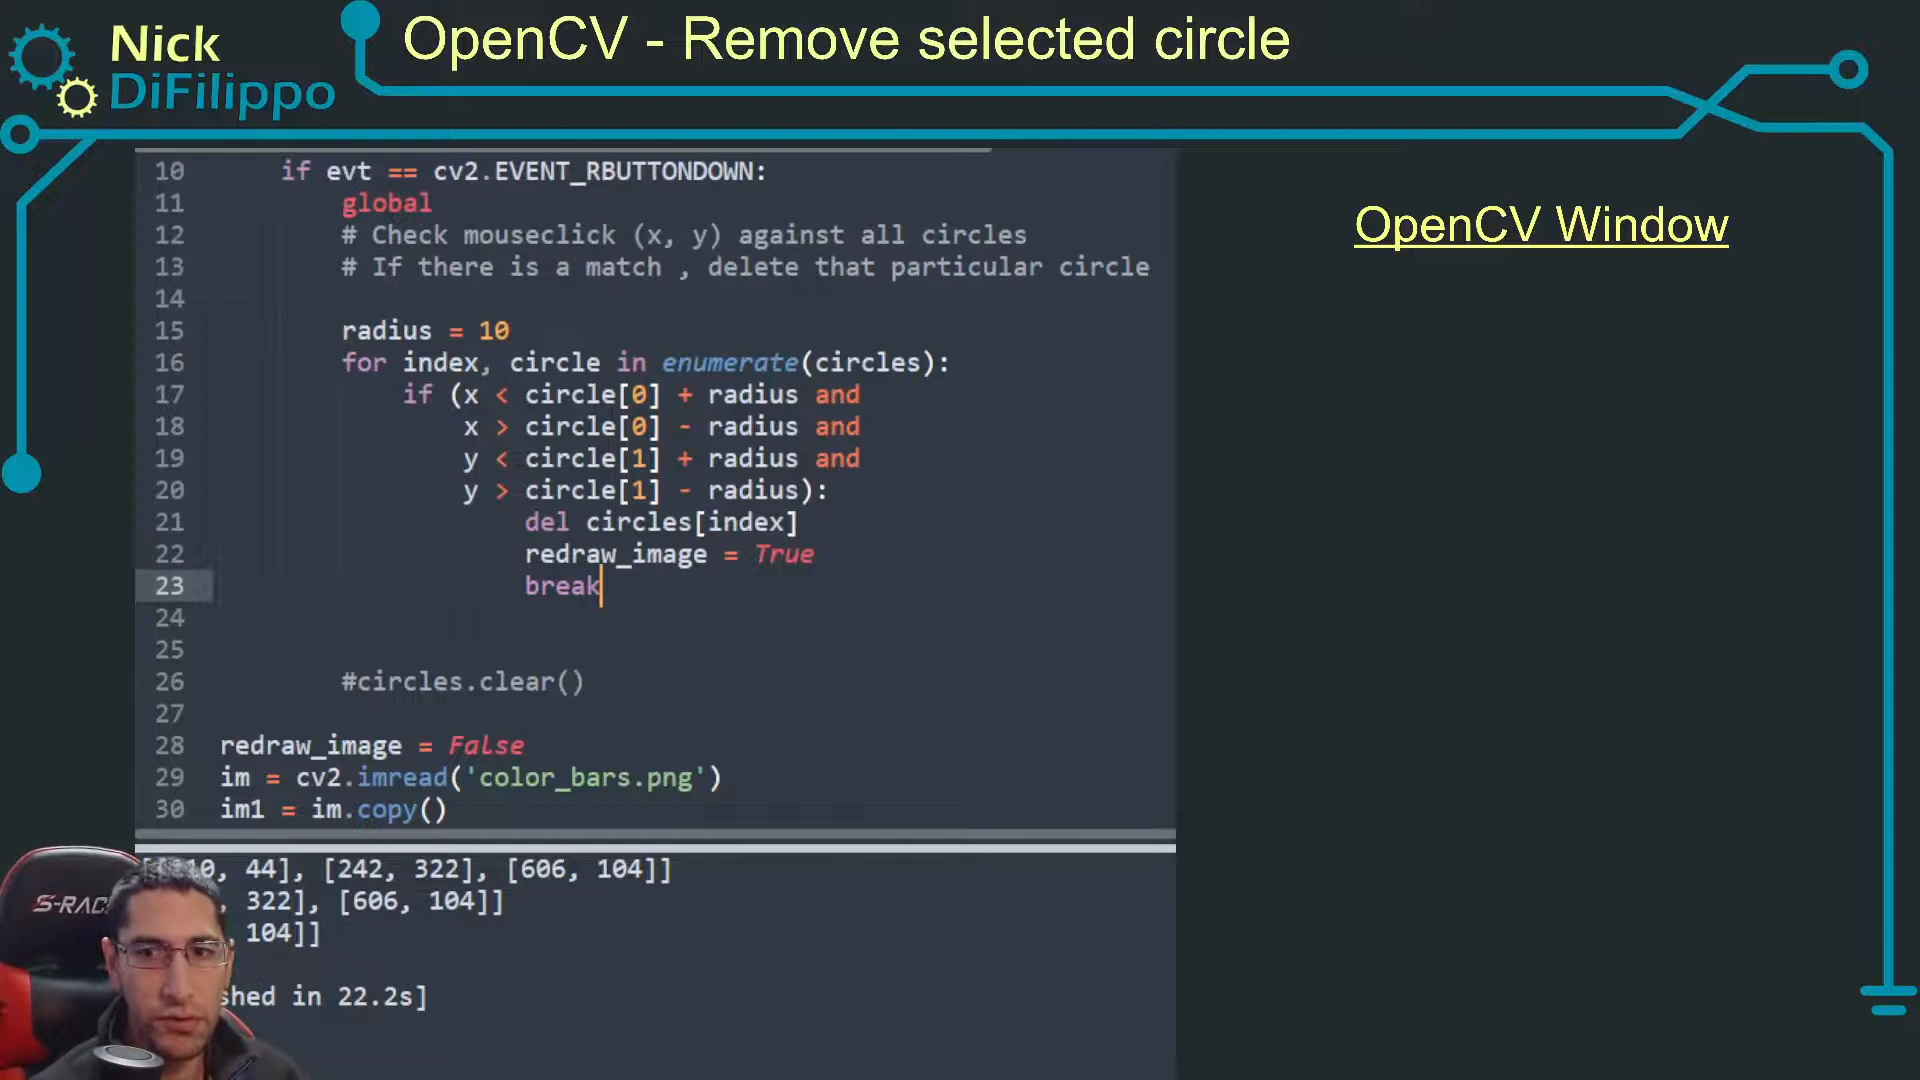 Nick
DiFilippo
OpenCV - Remove selected circle
OpenCV Window
10 if evt == cv2.EVENT_RBUTTONDOWN:
11 global
12 # Check mouseclick (x, y) against all circles
13 # If there is a match , delete that particular circle
14
15 radius = 10
16 for index, circle in enumerate(circles):
17 if (x < circle[0] + radius and
18 x > circle[0] - radius and
19 y < circle[1] + radius and
20 y > circle[1] - radius):
21 del circles[index]
22 redraw_image = True
23 break
24
25
26 #circles.clear()
27
28 redraw_image = False
29 im = cv2.imread('color_bars.png')
30 im1 = im.copy()
44], [242, 322], [606, 104]]
322], [606, 104]]
104]]
in 22.2s]